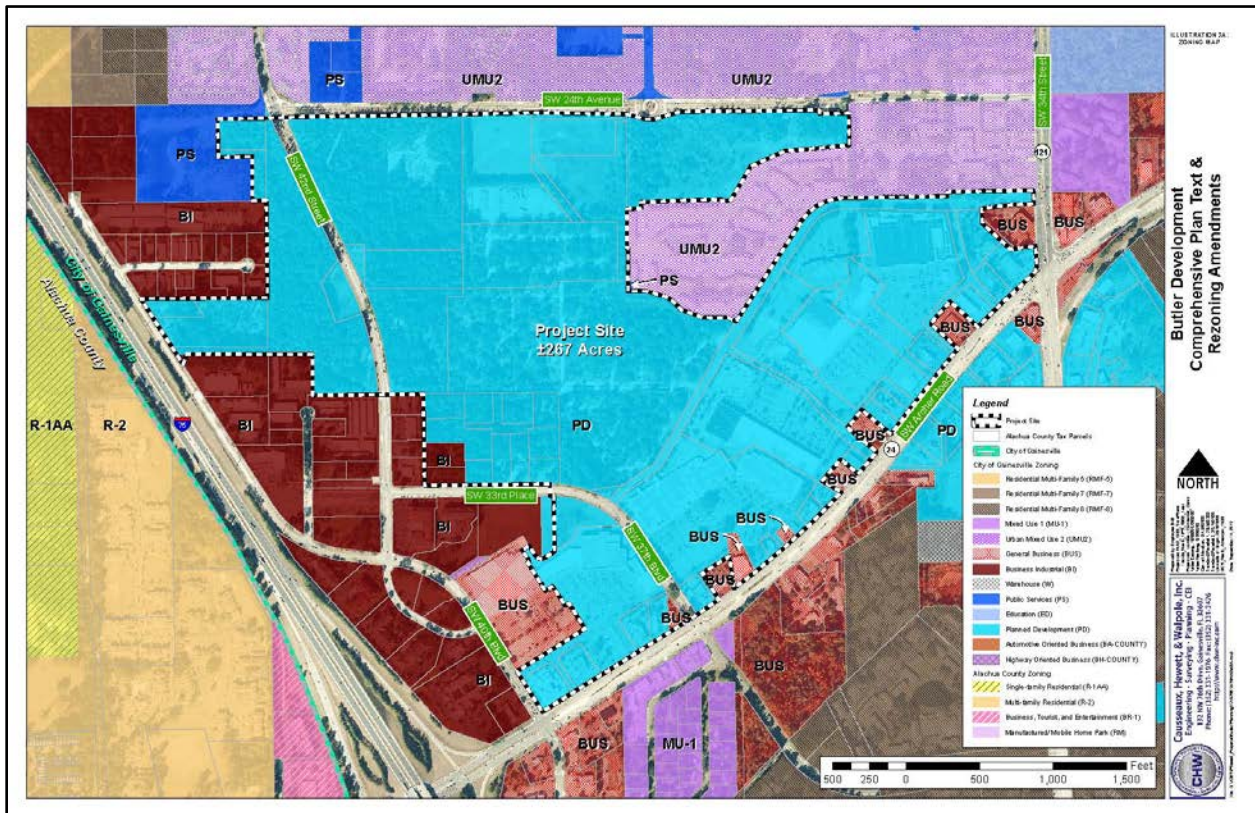 ILLUSTRATION 3A:
ZONING MAP
Butler Development
Comprehensive Plan Text &
Rezoning Amendments
NORTH
Causseaux, Hewett, & Walpole, Inc.
Engineering · Surveying · Planning · CEI
CHW
PS
UMU2
UMU2
SW 24th Avenue
SW 34th Street
121
PS
SW 42nd Street
BI
UMU2
PS
BUS
BUS
City of Gainesville
Alachua County
Project Site
±267 Acres
BUS
BUS
SW Archer Road
24
R-1AA
R-2
75
BI
PD
PD
BI
BUS
BUS
SW 33rd Place
BI
BUS
BUS
SW 37th Blvd
BUS
BUS
BUS
SW 40th Blvd
BI
BUS
BUS
MU-1
BUS
Legend
Project Site
Alachua County Tax Parcels
City of Gainesville
City of Gainesville Zoning
Residential Multi-Family 5 (RMF-5)
Residential Multi-Family 7 (RMF-7)
Residential Multi-Family 8 (RMF-8)
Mixed Use 1 (MU-1)
Urban Mixed Use 2 (UMU2)
General Business (BUS)
Business Industrial (BI)
Warehouse (W)
Public Services (PS)
Education (ED)
Planned Development (PD)
Automotive Oriented Business (BA-COUNTY)
Highway Oriented Business (BH-COUNTY)
Alachua County Zoning
Single-family Residential (R-1AA)
Multi-family Residential (R-2)
Business, Tourist, and Entertainment (BR-1)
Manufactured/Mobile Home Park (RM)
Feet
500 250 0 500 1,000 1,500